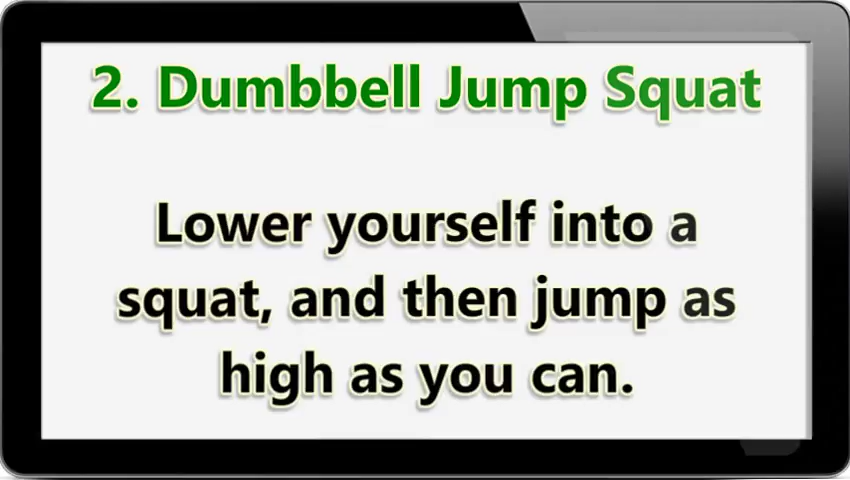 2. Dumbbell Jump Squat
Lower yourself into a
squat, and then jump as
high as you can.